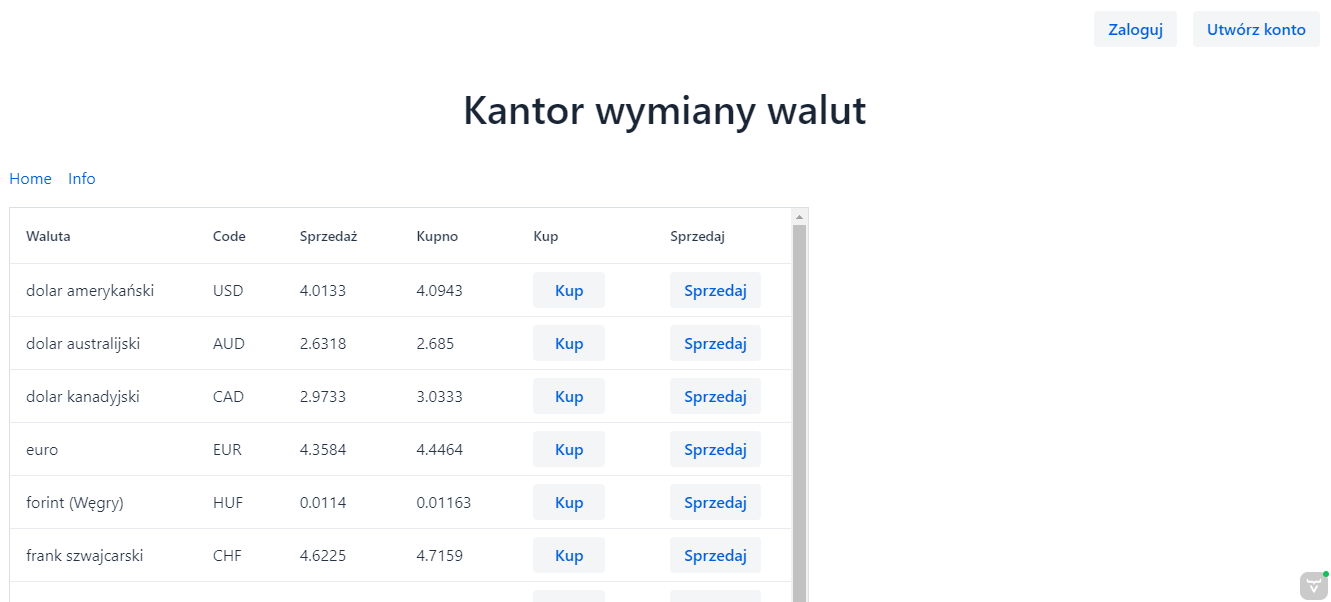 Zaloguj Utwórz konto
Kantor wymiany walut
Home Info
Waluta Code Sprzedaż Kupno Kup Sprzedaj
dolar amerykański USD 4.0133 4.0943 Kup Sprzedaj
dolar australijski AUD 2.6318 2.685 Kup Sprzedaj
dolar kanadyjski CAD 2.9733 3.0333 Kup Sprzedaj
euro EUR 4.3584 4.4464 Kup Sprzedaj
forint (Węgry) HUF 0.0114 0.01163 Kup Sprzedaj
frank szwajcarski CHF 4.6225 4.7159 Kup Sprzedaj